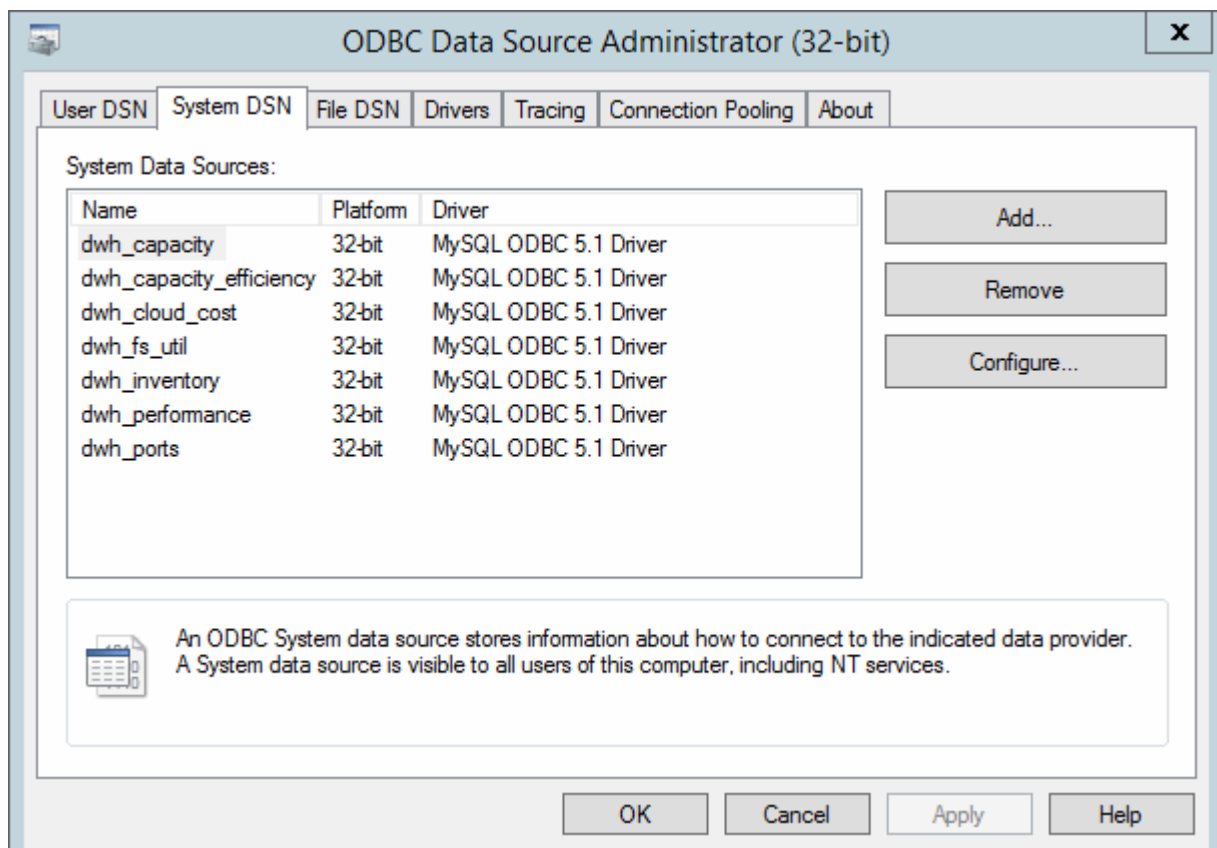 ODBC Data Source Administrator (32-bit)
x
User DSN System DSN File DSN Drivers Tracing Connection Pooling About
System Data Sources:
Name Platform Driver
dwh_capacity 32-bit MySQL ODBC 5.1 Driver
dwh_capacity_efficiency 32-bit MySQL ODBC 5.1 Driver
dwh_cloud_cost 32-bit MySQL ODBC 5.1 Driver
dwh_fs_util 32-bit MySQL ODBC 5.1 Driver
dwh_inventory 32-bit MySQL ODBC 5.1 Driver
dwh_performance 32-bit MySQL ODBC 5.1 Driver
dwh_ports 32-bit MySQL ODBC 5.1 Driver
Add...
Remove
Configure...
An ODBC System data source stores information about how to connect to the indicated data provider.
A System data source is visible to all users of this computer, including NT services.
OK Cancel Apply Help